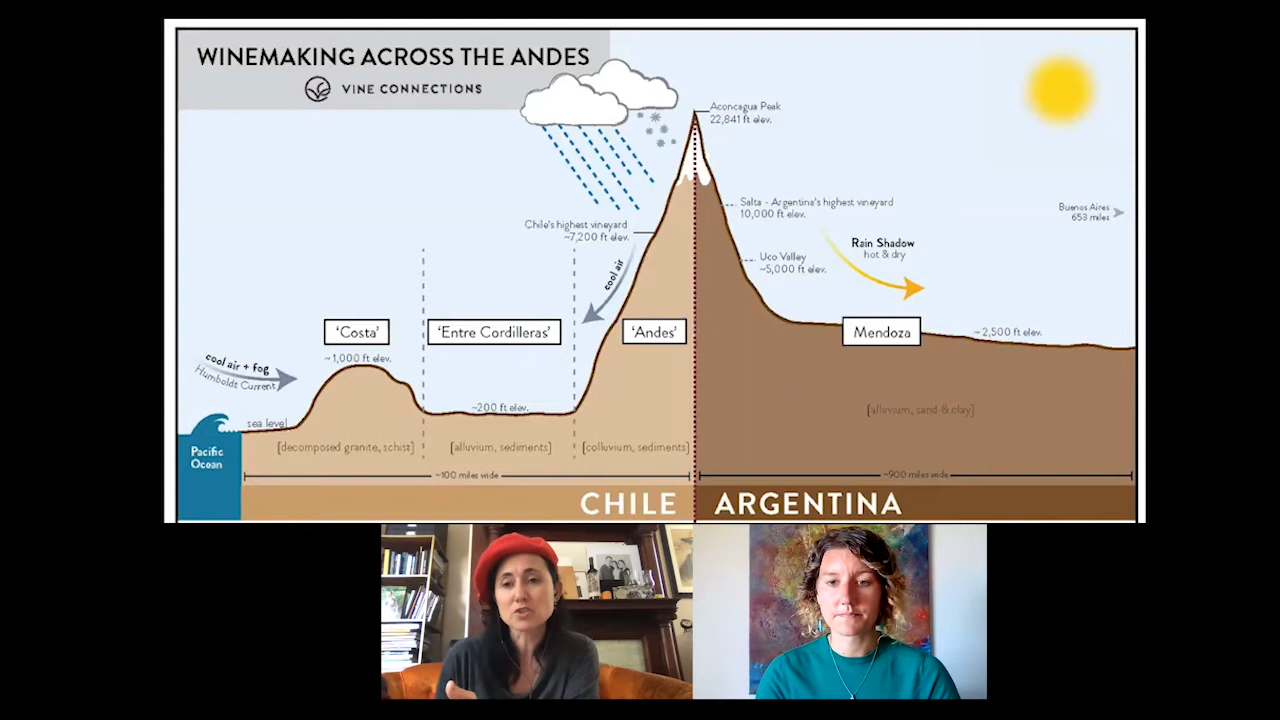 WINEMAKING ACROSS THE ANDES
VINE CONNECTIONS
Aconcagua Peak
22,841 ft elev.
Salta - Argentina's highest vineyard
10,000 ft elev.
Buenos Aires
653 miles
Chile's highest vineyard
~7,200 ft elev.
Rain Shadow
hot & dry
Uco Valley
~5,000 ft elev.
cool air
'Costa'
'Entre Cordilleras'
'Andes'
Mendoza
~ 2,500 ft elev.
~ 1,000 ft elev.
cool air + fog
Humboldt Current
~200 ft elev.
[alluvium, sand & clay]
sea level
Pacific
Ocean
[decomposed granite, schist]
[alluvium, sediments]
[colluvium, sediments]
~100 miles wide
~900 miles wide
CHILE
ARGENTINA